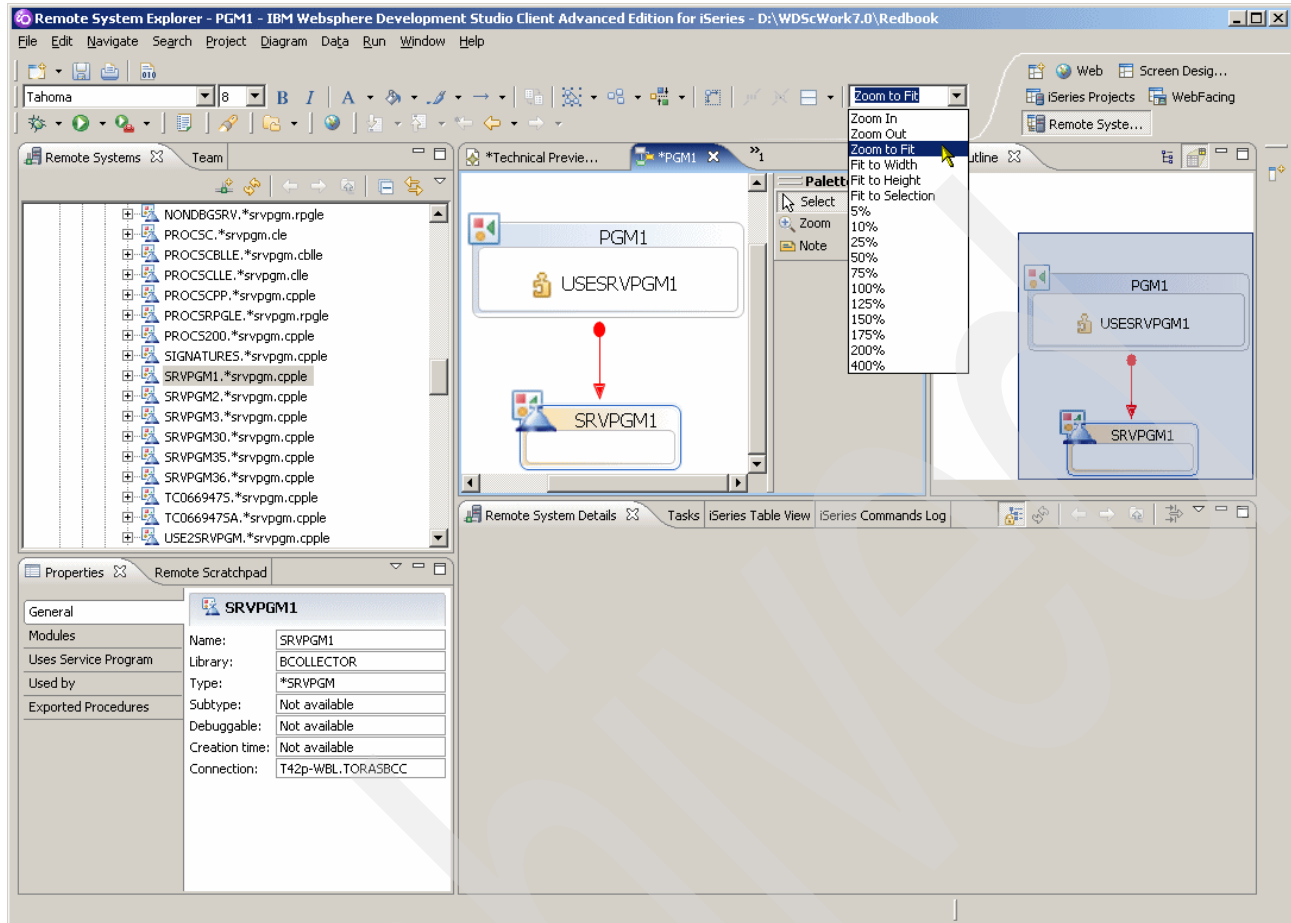 Remote System Explorer - PGM1 - IBM Websphere Development Studio Client Advanced Edition for iSeries - D:\WDScWork7.0\Redbook
File Edit Navigate Search Project Diagram Data Run Window Help
Web Screen Desig...
Tahoma 8 B I A Zoom to Fit iSeries Projects WebFacing
Remote Syste...
Zoom In
Zoom Out
Zoom to Fit
Fit to Width
Fit to Height
Fit to Selection
5%
10%
25%
50%
75%
100%
125%
150%
175%
200%
400%
Remote Systems Team
NONDBGSRV.*srvpgm.rpgle
PROCSC.*srvpgm.cle
PROCSCBLLE.*srvpgm.cblle
PROCSCLLE.*srvpgm.clle
PROCSCPP.*srvpgm.cpple
PROCSRPGLE.*srvpgm.rpgle
PROCS200.*srvpgm.cpple
SIGNATURES.*srvpgm.cpple
SRVPGM1.*srvpgm.cpple
SRVPGM2.*srvpgm.cpple
SRVPGM3.*srvpgm.cpple
SRVPGM30.*srvpgm.cpple
SRVPGM35.*srvpgm.cpple
SRVPGM36.*srvpgm.cpple
TC066947S.*srvpgm.cpple
TC066947SA.*srvpgm.cpple
USE2SRVPGM.*srvpgm.cpple
*Technical Previe... *PGM1 1
PGM1
USESRVPGM1
SRVPGM1
Palett
Select
Zoom
Note
utline
PGM1
USESRVPGM1
SRVPGM1
Remote System Details Tasks iSeries Table View iSeries Commands Log
Properties Remote Scratchpad
General
Modules
Uses Service Program
Used by
Exported Procedures
SRVPGM1
Name: SRVPGM1
Library: BCOLLECTOR
Type: *SRVPGM
Subtype: Not available
Debuggable: Not available
Creation time: Not available
Connection: T42p-WBL.TORASBCC